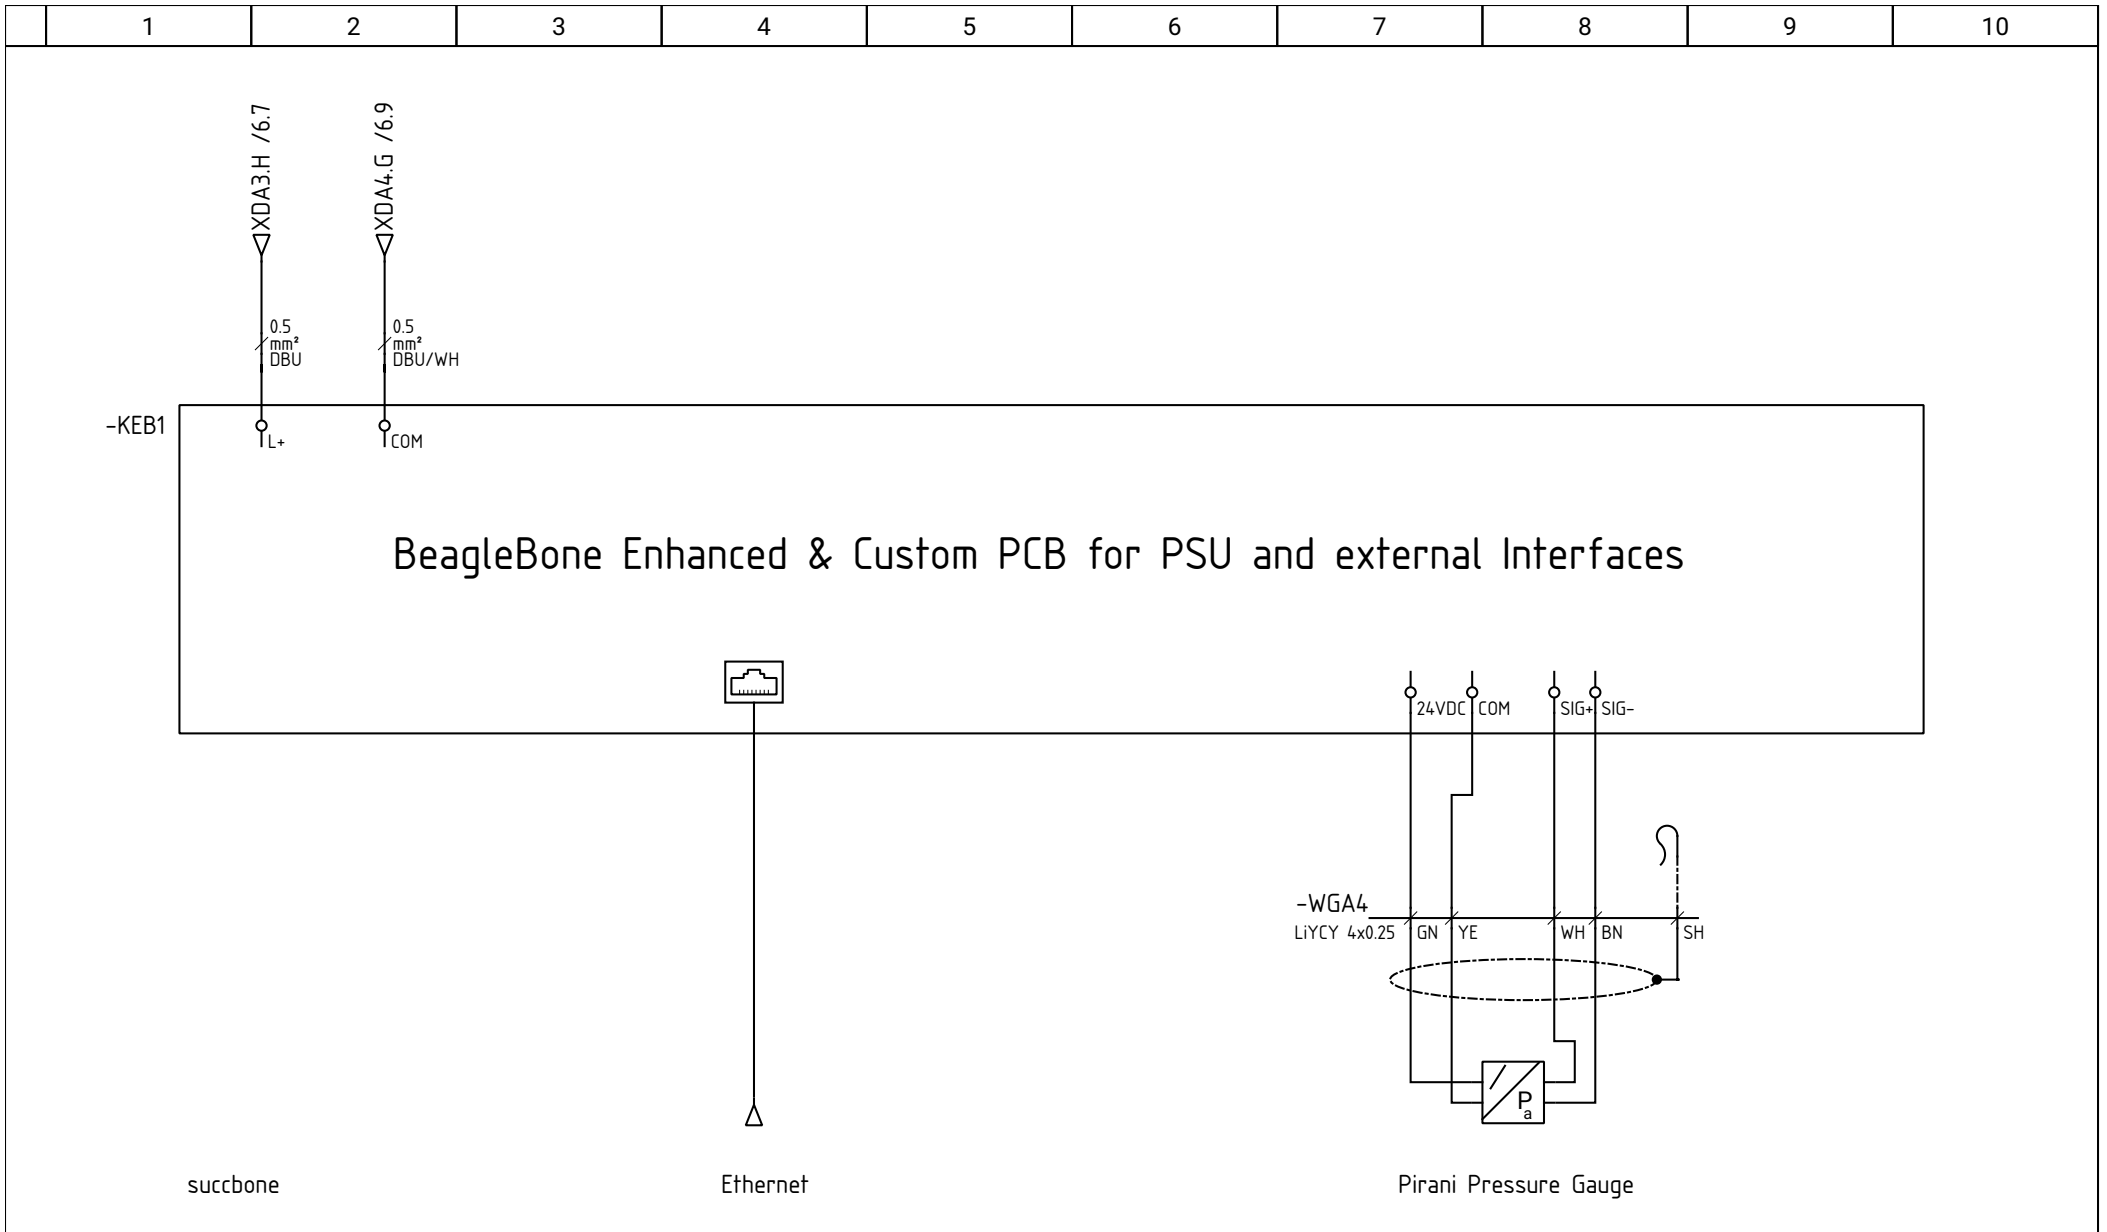 1 2 3 4 5 6 7 8 9 10
XDA3.H /6.7
XDA4.G /6.9
0.5
mm²
DBU
0.5
mm²
DBU/WH
-KEB1
L+
COM
BeagleBone Enhanced & Custom PCB for PSU and external Interfaces
24VDC COM SIG+ SIG-
-WGA4
LiYCY 4x0.25 GN YE WH BN SH
P
a
succbone
Ethernet
Pirani Pressure Gauge